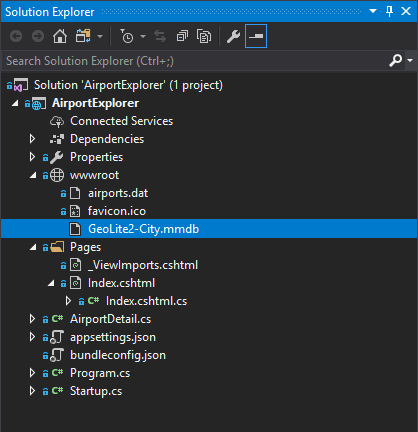 Solution Explorer
Search Solution Explorer (Ctrl+;)
Solution 'AirportExplorer' (1 project)
AirportExplorer
Connected Services
Dependencies
Properties
wwwroot
airports.dat
favicon.ico
GeoLite2-City.mmdb
Pages
_ViewImports.cshtml
Index.cshtml
C# Index.cshtml.cs
C# AirportDetail.cs
appsettings.json
bundleconfig.json
C# Program.cs
C# Startup.cs